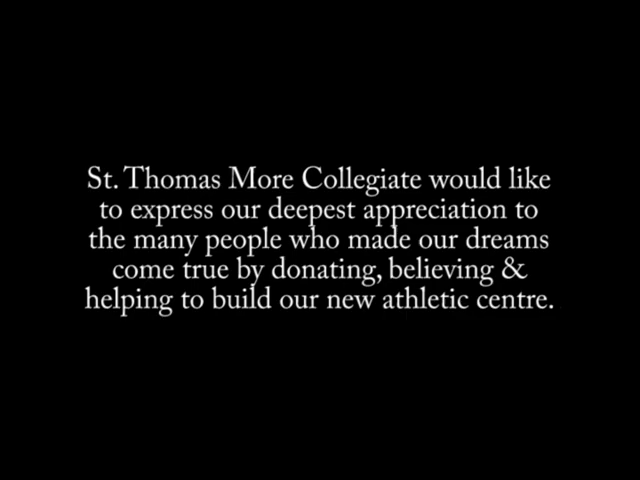 St. Thomas More Collegiate would like
to express our deepest appreciation to
the many people who made our dreams
come true by donating, believing &
helping to build our new athletic centre.